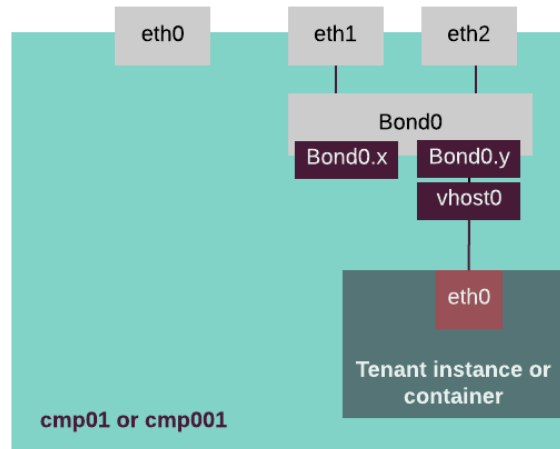 eth0
eth1
eth2
Bond0
Bond0.x
Bond0.y
vhost0
eth0
Tenant instance or
container
cmp01 or cmp001